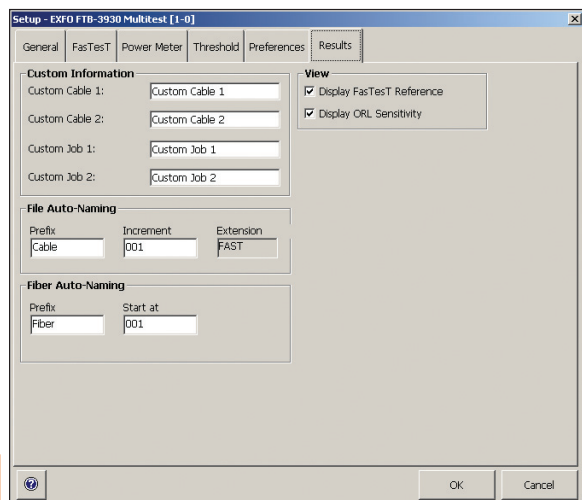 Setup - EXFO FTB-3930 Multitest [1-0]
General FasTesT Power Meter Threshold Preferences Results
Custom Information
Custom Cable 1: Custom Cable 1
Custom Cable 2: Custom Cable 2
Custom Job 1: Custom Job 1
Custom Job 2: Custom Job 2
View
Display FasTesT Reference
Display ORL Sensitivity
File Auto-Naming
Prefix Increment Extension
Cable 001 FAST
Fiber Auto-Naming
Prefix Start at
Fiber 001
OK Cancel